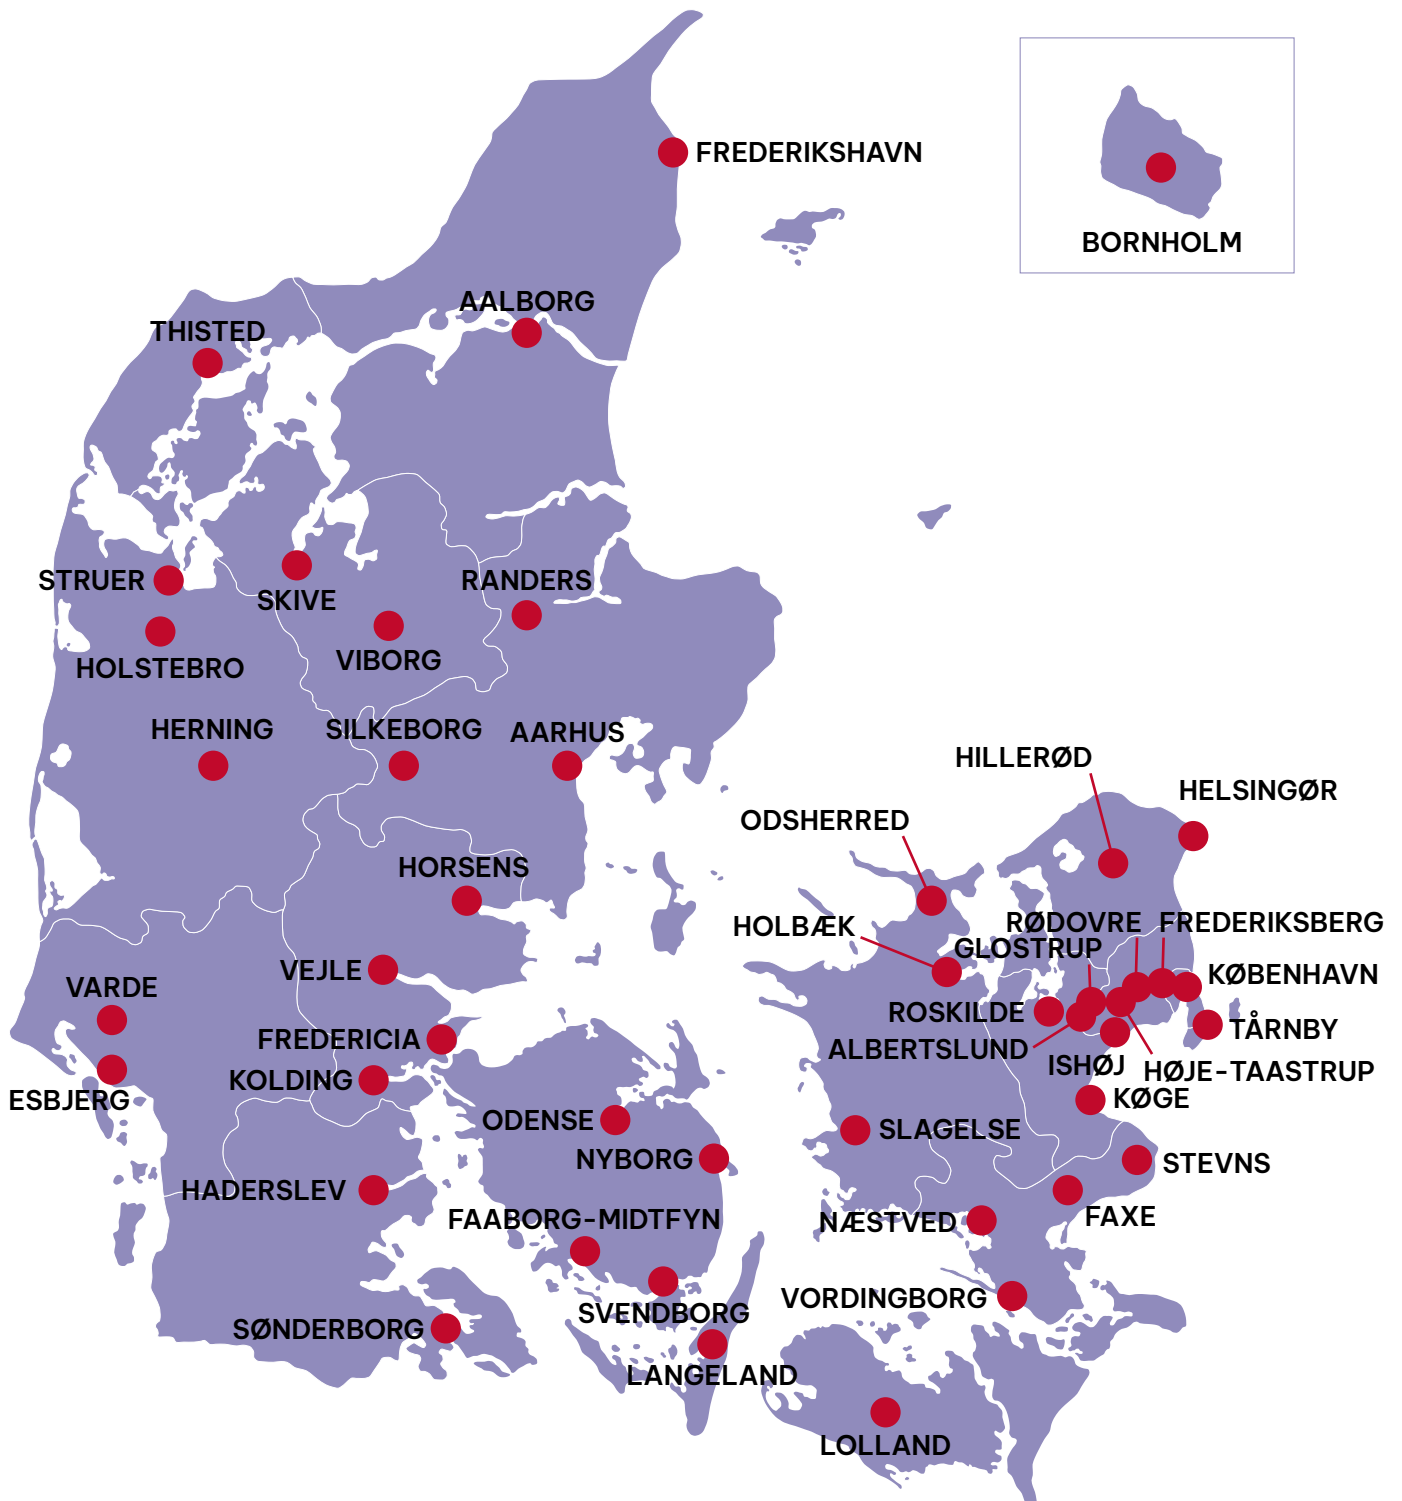 FREDERIKSHAVN
BORNHOLM
AALBORG
THISTED
STRUER
SKIVE
RANDERS
HOLSTEBRO
VIBORG
HERNING
SILKEBORG
AARHUS
HILLERØD
HELSINGØR
ODSHERRED
HORSENS
HOLBÆK
RØDOVRE
FREDERIKSBERG
GLOSTRUP
VEJLE
KØBENHAVN
VARDE
ROSKILDE
TÅRNBY
FREDERICIA
ALBERTSLUND
ISHØJ
HØJE-TAASTRUP
KOLDING
ESBJERG
KØGE
ODENSE
SLAGELSE
NYBORG
STEVNS
HADERSLEV
FAABORG-MIDTFYN
NÆSTVED
FAXE
VORDINGBORG
SVENDBORG
SØNDERBORG
LANGELAND
LOLLAND